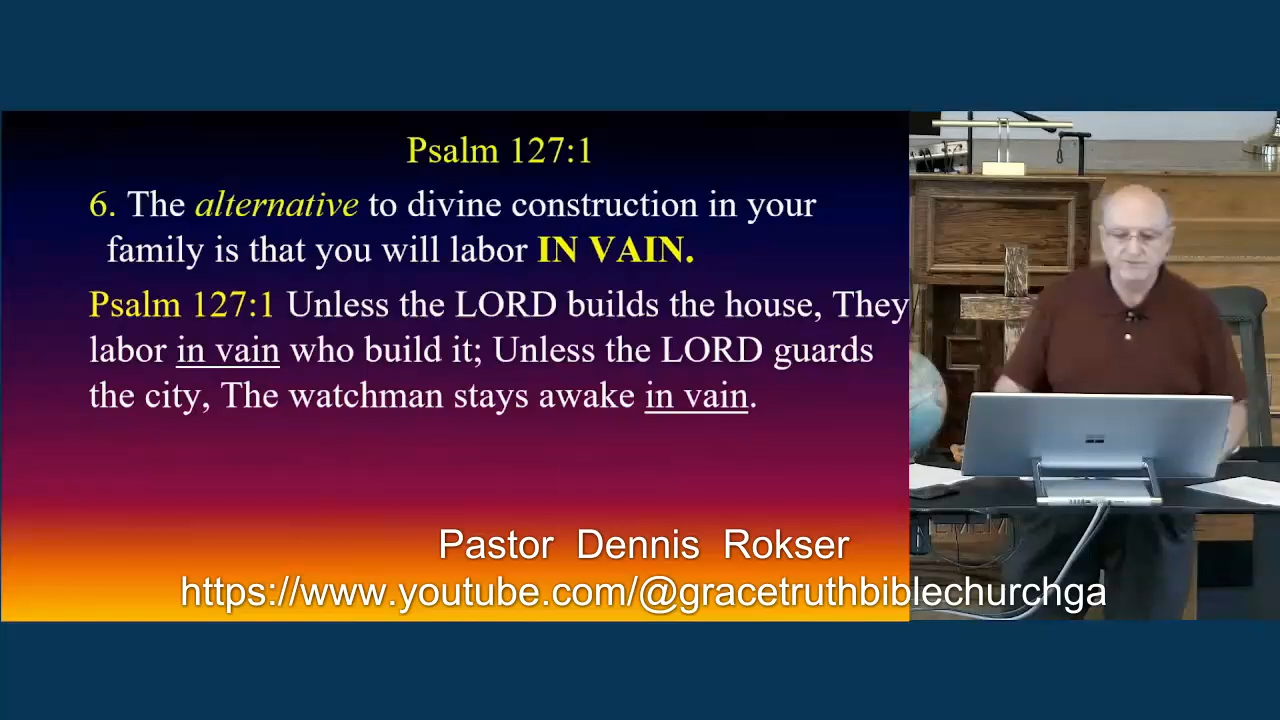 Psalm 127:1
6. The alternative to divine construction in your
family is that you will labor IN VAIN.
Psalm 127:1 Unless the LORD builds the house, They
labor in vain who build it; Unless the LORD guards
the city, The watchman stays awake in vain.
Pastor Dennis Rokser
https://www.youtube.com/@gracetruthbiblechurchga